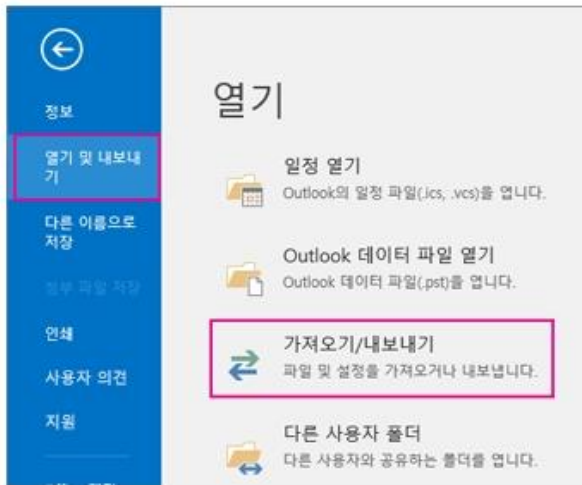 정보
열기 및 내보내
기
다른 이름으로
저장
첨부 파일 저장
인쇄
사용자 의견
지원
열기
일정 열기
Outlook의 일정 파일(.ics, .vcs)을 엽니다.
Outlook 데이터 파일 열기
Outlook 데이터 파일(.pst)을 엽니다.
가져오기/내보내기
파일 및 설정을 가져오거나 내보냅니다.
다른 사용자 폴더
다른 사용자와 공유하는 폴더를 엽니다.